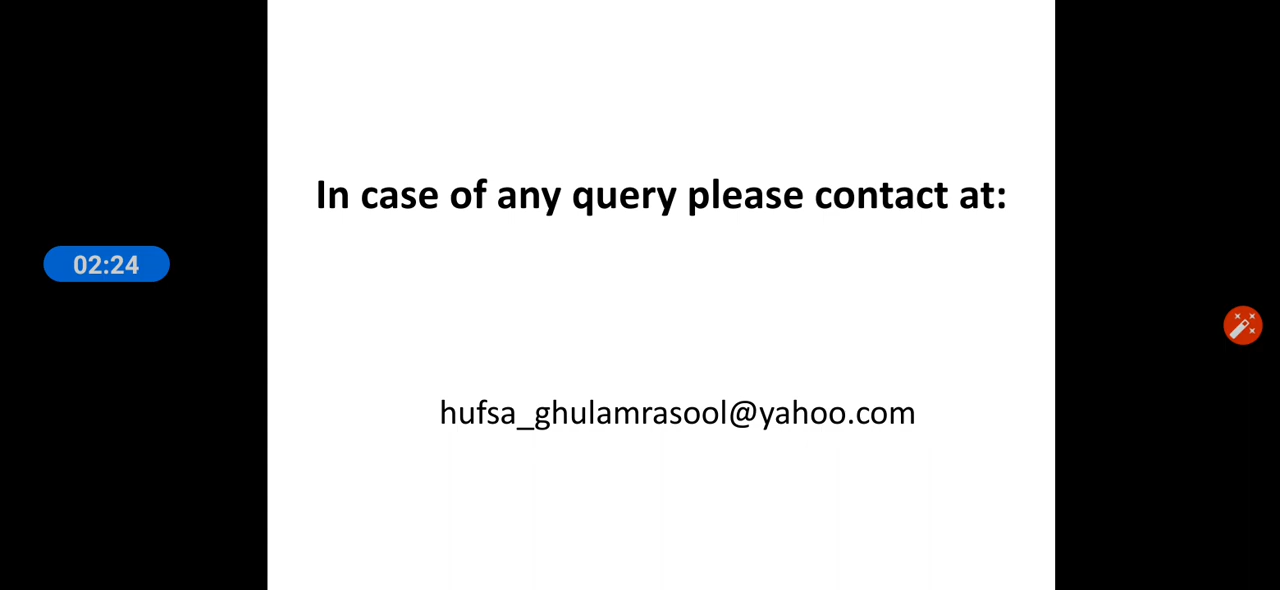 In case of any query please contact at:
02:24
hufsa_ghulamrasool@yahoo.com